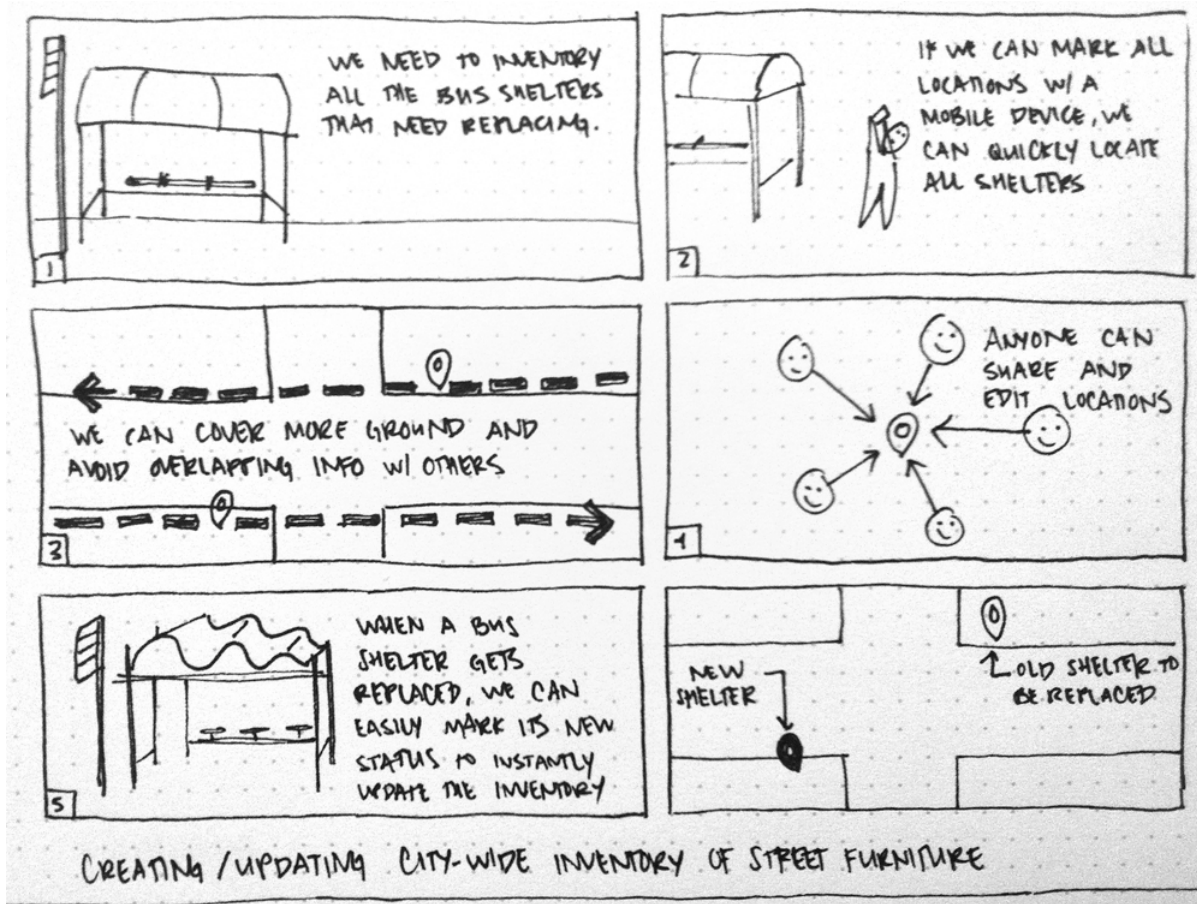 WE NEED TO INVENTORY
ALL THE BUS SHELTERS
THAT NEED REPLACING.
1
IF WE CAN MARK ALL
LOCATIONS W/ A
MOBILE DEVICE, WE
CAN QUICKLY LOCATE
ALL SHELTERS
2
WE CAN COVER MORE GROUND AND
AVOID OVERLAPPING INFO W/ OTHERS
3
ANYONE CAN
SHARE AND
EDIT LOCATIONS
4
WHEN A BUS
SHELTER GETS
REPLACED, WE CAN
EASILY MARK ITS NEW
STATUS TO INSTANTLY
UPDATE THE INVENTORY
5
NEW
SHELTER
OLD SHELTER TO
BE REPLACED
CREATING/UPDATING CITY-WIDE INVENTORY OF STREET FURNITURE